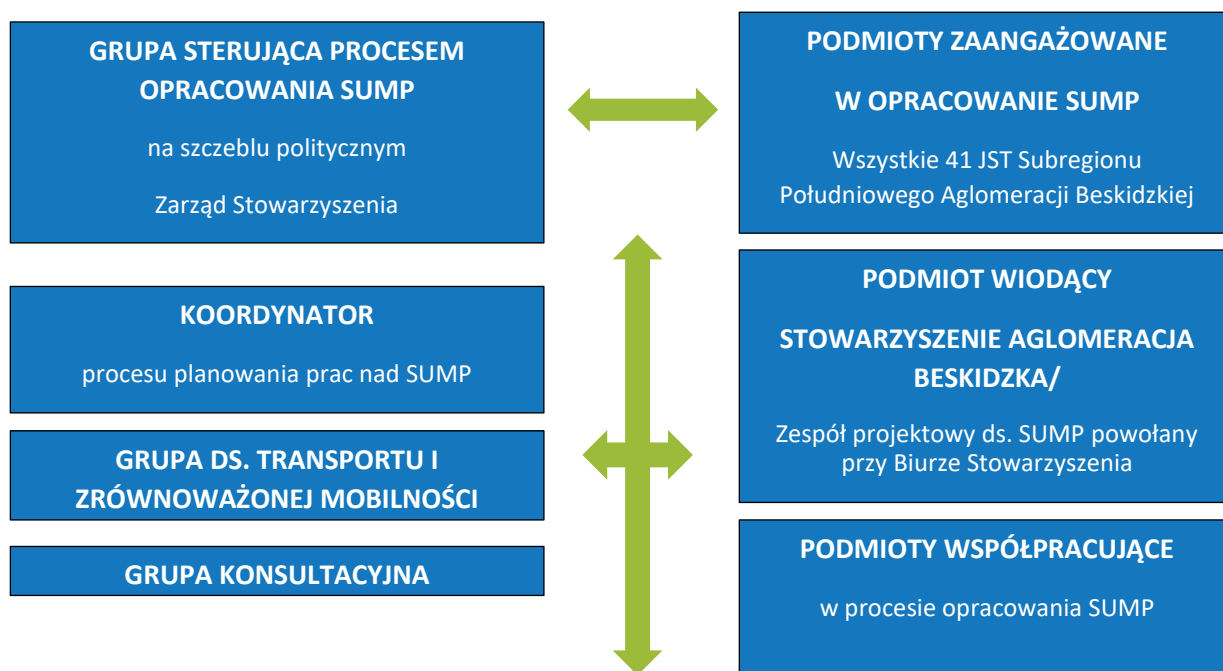 GRUPA STERUJĄCA PROCESEM
OPRACOWANIA SUMP
na szczeblu politycznym
Zarząd Stowarzyszenia
KOORDYNATOR
procesu planowania prac nad SUMP
GRUPA DS. TRANSPORTU I
ZRÓWNOWAŻONEJ MOBILNOŚCI
GRUPA KONSULTACYJNA
PODMIOTY ZAANGAŻOWANE
W OPRACOWANIE SUMP
Wszystkie 41 JST Subregionu
Południowego Aglomeracji Beskidzkiej
PODMIOT WIODĄCY
STOWARZYSZENIE AGLOMERACJA
BESKIDZKA/
Zespół projektowy ds. SUMP powołany
przy Biurze Stowarzyszenia
PODMIOTY WSPÓŁPRACUJĄCE
w procesie opracowania SUMP